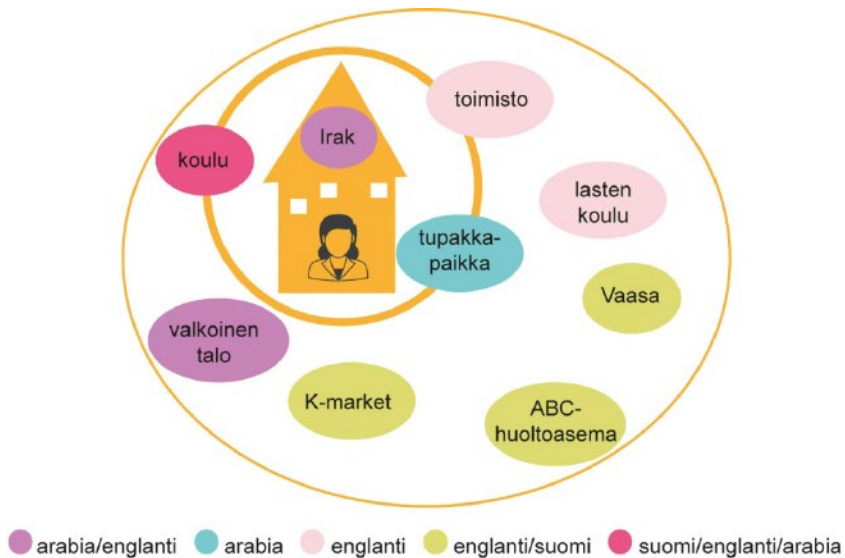 toimisto
Irak
koulu
lasten
koulu
tupakka-
paikka
Vaasa
valkoinen
talo
K-market
ABC-
huoltoasema
arabia/englanti arabia englanti englanti/suomi suomi/englanti/arabia